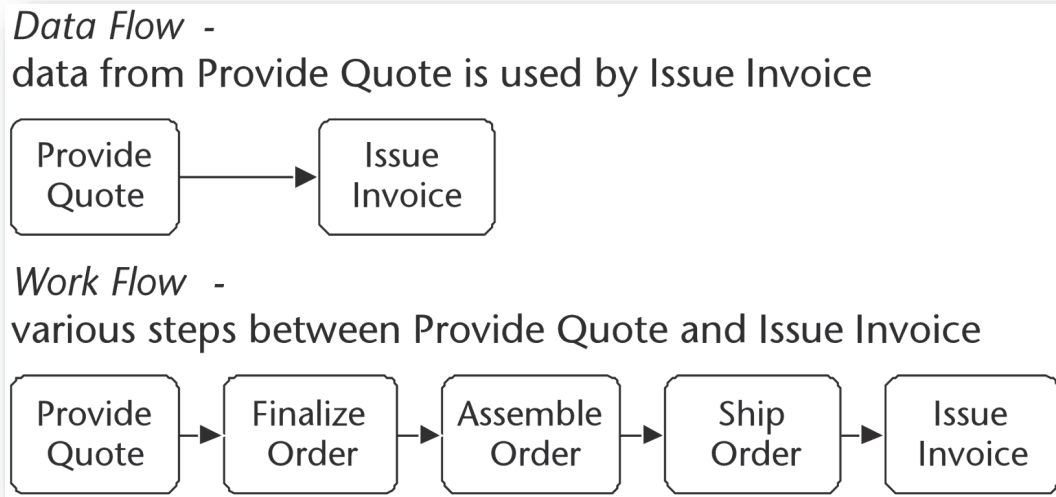 Data Flow -
data from Provide Quote is used by Issue Invoice
Provide
Quote
Issue
Invoice
Work Flow -
various steps between Provide Quote and Issue Invoice
Provide
Quote
Finalize
Order
Assemble
Order
Ship
Order
Issue
Invoice